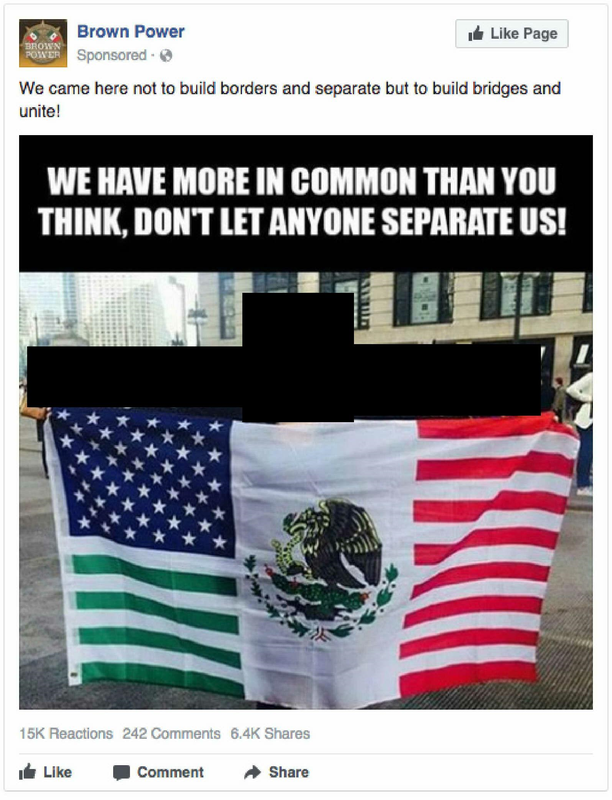 Brown Power
Sponsored ·
BROWN
POWER
Like Page
We came here not to build borders and separate but to build bridges and
unite!
WE HAVE MORE IN COMMON THAN YOU
THINK, DON'T LET ANYONE SEPARATE US!
15K Reactions 242 Comments 6.4K Shares
Like Comment Share